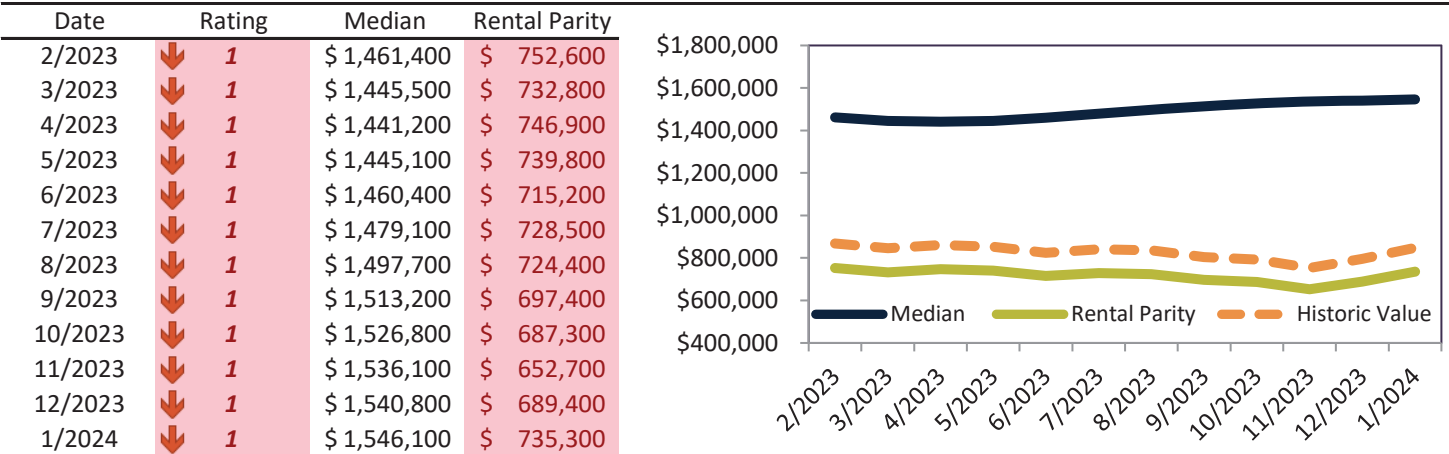 Date Rating Median Rental Parity
2/2023 1 $ 1,461,400 $ 752,600
3/2023 1 $ 1,445,500 $ 732,800
4/2023 1 $ 1,441,200 $ 746,900
5/2023 1 $ 1,445,100 $ 739,800
6/2023 1 $ 1,460,400 $ 715,200
7/2023 1 $ 1,479,100 $ 728,500
8/2023 1 $ 1,497,700 $ 724,400
9/2023 1 $ 1,513,200 $ 697,400
10/2023 1 $ 1,526,800 $ 687,300
11/2023 1 $ 1,536,100 $ 652,700
12/2023 1 $ 1,540,800 $ 689,400
1/2024 1 $ 1,546,100 $ 735,300
$1,800,000
$1,600,000
$1,400,000
$1,200,000
$1,000,000
$800,000
$600,000
$400,000
Median Rental Parity Historic Value
2/2023 3/2023 4/2023 5/2023 6/2023 7/2023 8/2023 9/2023 10/2023 11/2023 12/2023 1/2024